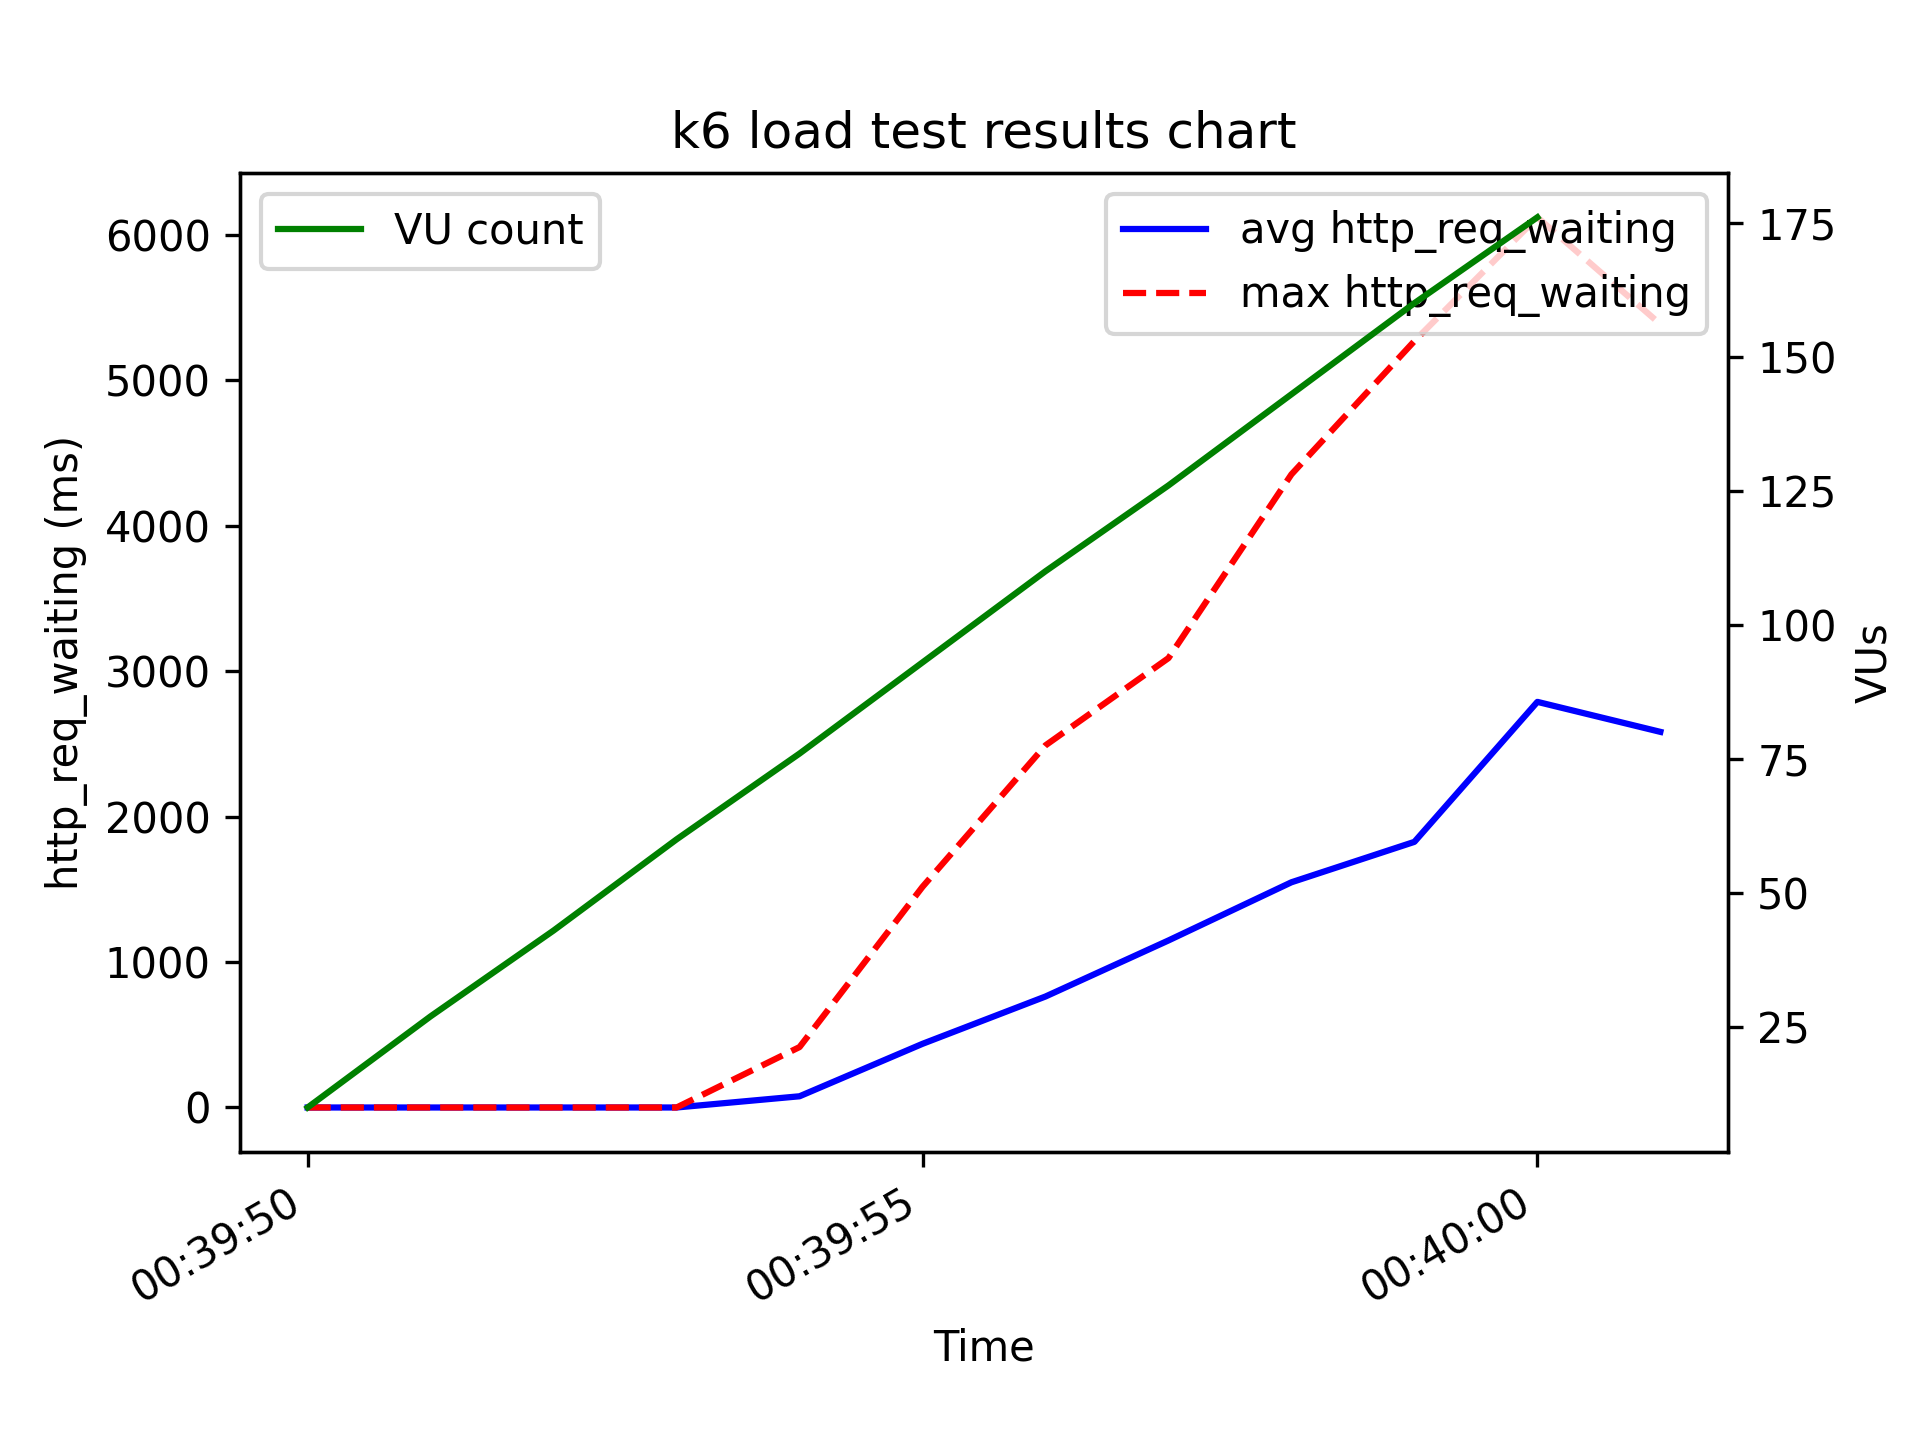 k6 load test results chart
VU count
avg http_req_waiting
max http_req_waiting
http_req_waiting (ms)
6000
5000
4000
3000
2000
1000
0
175
150
125
100
75
50
25
VUs
00:39:50
00:39:55
00:40:00
Time